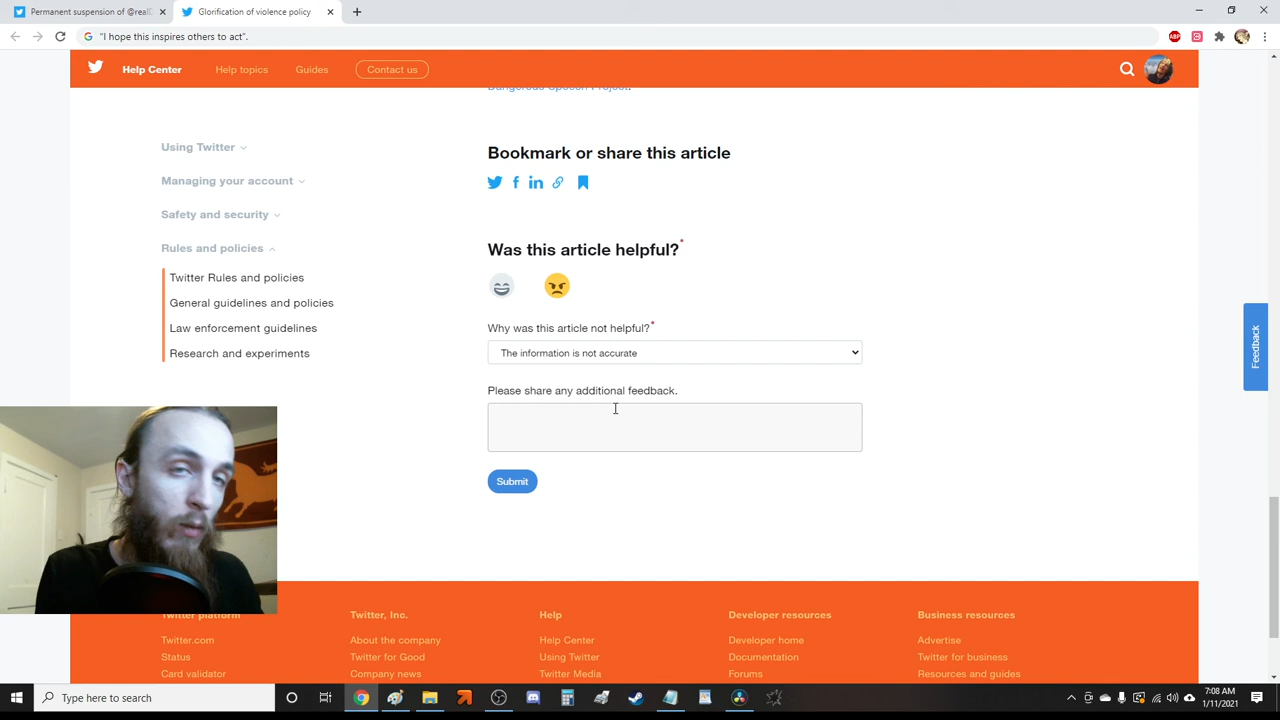 Permanent suspension of @realD
Glorification of violence policy
"I hope this inspires others to act".
Help Center
Help topics
Guides
Contact us
Dangerous Speech Project.
Using Twitter
Managing your account
Safety and security
Rules and policies
Twitter Rules and policies
General guidelines and policies
Law enforcement guidelines
Research and experiments
Bookmark or share this article
Was this article helpful?*
Why was this article not helpful?*
The information is not accurate
Please share any additional feedback.
Submit
Feedback
Twitter platform
Twitter.com
Status
Card validator
Twitter, Inc.
About the company
Twitter for Good
Company news
Help
Help Center
Using Twitter
Twitter Media
Developer resources
Developer home
Documentation
Forums
Business resources
Advertise
Twitter for business
Resources and guides
Type here to search
7:08 AM
1/11/2021